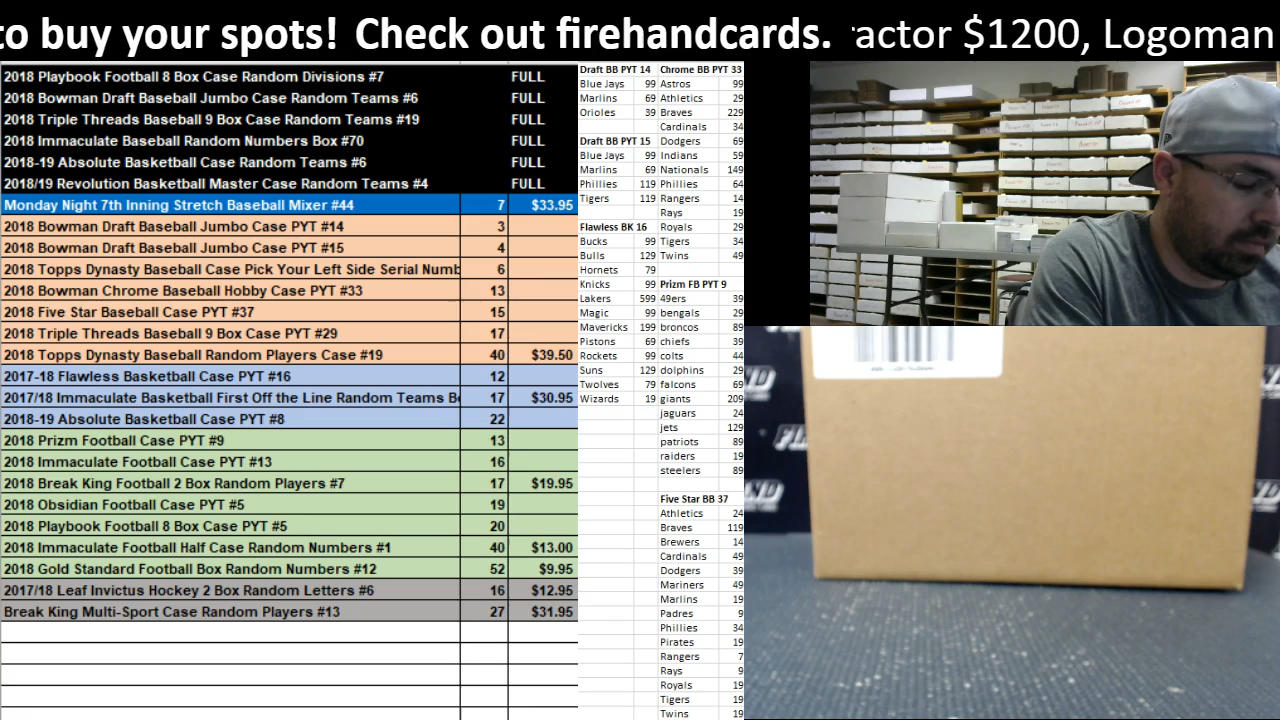 to buy your spots! Check out firehandcards.
actor $1200, Logoman
2018 Playbook Football 8 Box Case Random Divisions #7 FULL
2018 Bowman Draft Baseball Jumbo Case Random Teams #6 FULL
2018 Triple Threads Baseball 9 Box Case Random Teams #19 FULL
2018 Immaculate Baseball Random Numbers Box #70 FULL
2018-19 Absolute Basketball Case Random Teams #6 FULL
2018/19 Revolution Basketball Master Case Random Teams #4 FULL
Monday Night 7th Inning Stretch Baseball Mixer #44 7 $33.95
2018 Bowman Draft Baseball Jumbo Case PYT #14 3
2018 Bowman Draft Baseball Jumbo Case PYT #15 4
2018 Topps Dynasty Baseball Case Pick Your Left Side Serial Numb 6
2018 Bowman Chrome Baseball Hobby Case PYT #33 13
2018 Five Star Baseball Case PYT #37 15
2018 Triple Threads Baseball 9 Box Case PYT #29 17
2018 Topps Dynasty Baseball Random Players Case #19 40 $39.50
2017-18 Flawless Basketball Case PYT #16 12
2017/18 Immaculate Basketball First Off the Line Random Teams Bo 17 $30.95
2018-19 Absolute Basketball Case PYT #8 22
2018 Prizm Football Case PYT #9 13
2018 Immaculate Football Case PYT #13 16
2018 Break King Football 2 Box Random Players #7 17 $19.95
2018 Obsidian Football Case PYT #5 19
2018 Playbook Football 8 Box Case PYT #5 20
2018 Immaculate Football Half Case Random Numbers #1 40 $13.00
2018 Gold Standard Football Box Random Numbers #12 52 $9.95
2017/18 Leaf Invictus Hockey 2 Box Random Letters #6 16 $12.95
Break King Multi-Sport Case Random Players #13 27 $31.95
Draft BB PYT 14
Blue Jays 99
Marlins 69
Orioles 39
Draft BB PYT 15
Blue Jays 99
Marlins 69
Phillies 119
Tigers 119
Flawless BK 16
Bucks 99
Bulls 129
Hornets 79
Knicks 99
Lakers 599
Magic 99
Mavericks 199
Pistons 69
Rockets 99
Suns 129
Twolves 79
Wizards 19
Chrome BB PYT 33
Astros 99
Athletics 29
Braves 229
Cardinals 34
Dodgers 69
Indians 59
Nationals 149
Phillies 64
Rangers 14
Rays 19
Royals 29
Tigers 34
Twins 49
Prizm FB PYT 9
49ers 39
bengals 29
broncos 89
chiefs 39
colts 44
dolphins 29
falcons 69
giants 209
jaguars 24
jets 129
patriots 89
raiders 19
steelers 89
Five Star BB 37
Athletics 24
Braves 119
Brewers 14
Cardinals 49
Dodgers 39
Mariners 49
Marlins 19
Padres 9
Phillies 34
Pirates 19
Rangers 7
Rays 9
Royals 19
Tigers 19
Twins 19